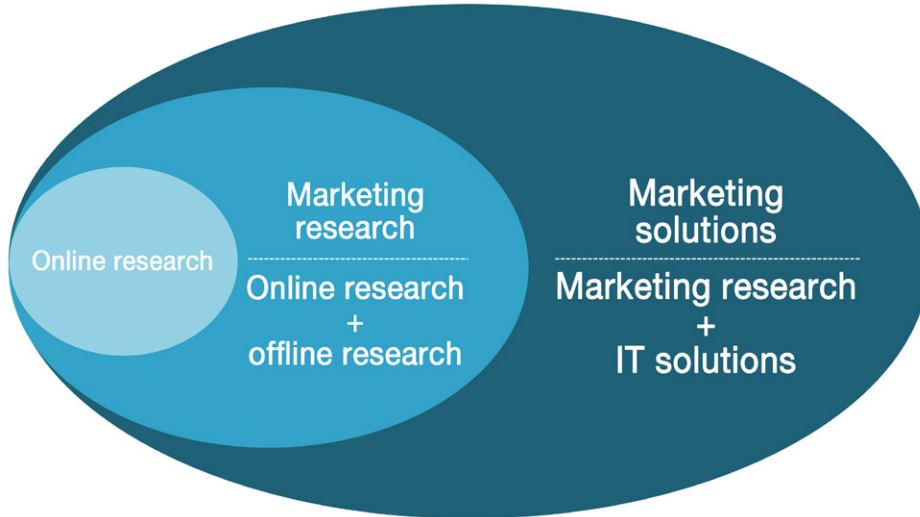 Online research
Marketing
research
Online research
+
offline research
Marketing
solutions
Marketing research
+
IT solutions